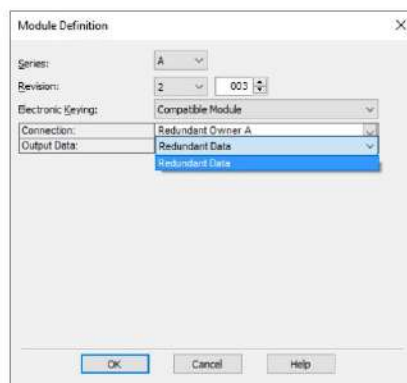 Module Definition
Series: A
Revision: 2 003
Electronic Keying: Compatible Module
Connection: Redundant Owner A
Output Data: Redundant Data
Redundant Data
OK Cancel Help